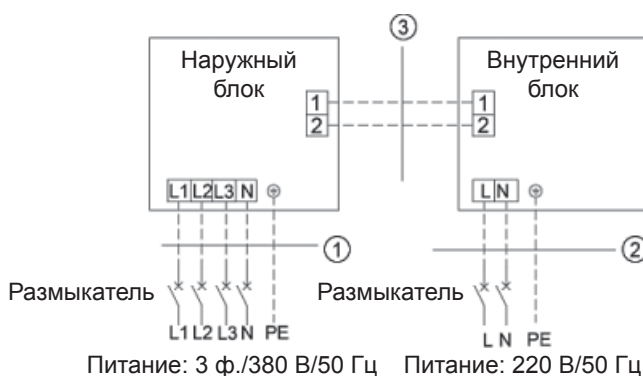 ③
Наружный
блок
Внутренний
блок
1 1
2 2
L1 L2 L3 N
L N
①
②
Размыкатель
Размыкатель
L1 L2 L3 N PE
L N PE
Питание: 3 ф./380 В/50 Гц
Питание: 220 В/50 Гц